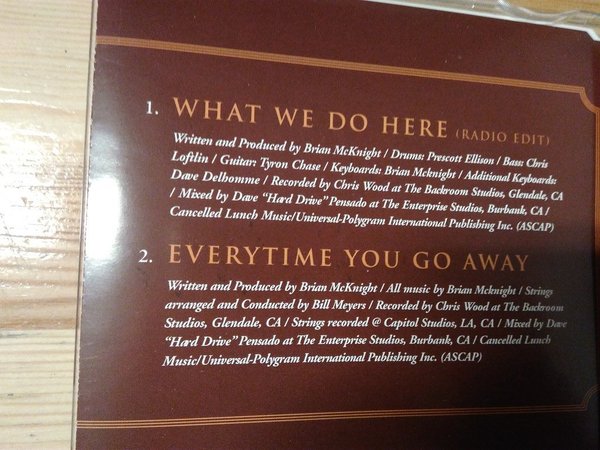 1. WHAT WE DO HERE (RADIO EDIT)
Written and Produced by Brian McKnight / Drums: Prescott Ellison / Bass: Chris
Loftlin / Guitar: Tyron Chase / Keyboards: Brian Mcknight / Additional Keyboards:
Dave Delhomme / Recorded by Chris Wood at The Backroom Studios, Glendale, CA
/ Mixed by Dave "Hard Drive" Pensado at The Enterprise Studios, Burbank, CA /
Cancelled Lunch Music/Universal-Polygram International Publishing Inc. (ASCAP)
2. EVERYTIME YOU GO AWAY
Written and Produced by Brian McKnight / All music by Brian Mcknight / Strings
arranged and Conducted by Bill Meyers / Recorded by Chris Wood at The Backroom
Studios, Glendale, CA / Strings recorded @ Capitol Studios, LA, CA / Mixed by Dave
"Hard Drive" Pensado at The Enterprise Studios, Burbank, CA / Cancelled Lunch
Music/Universal-Polygram International Publishing Inc. (ASCAP)